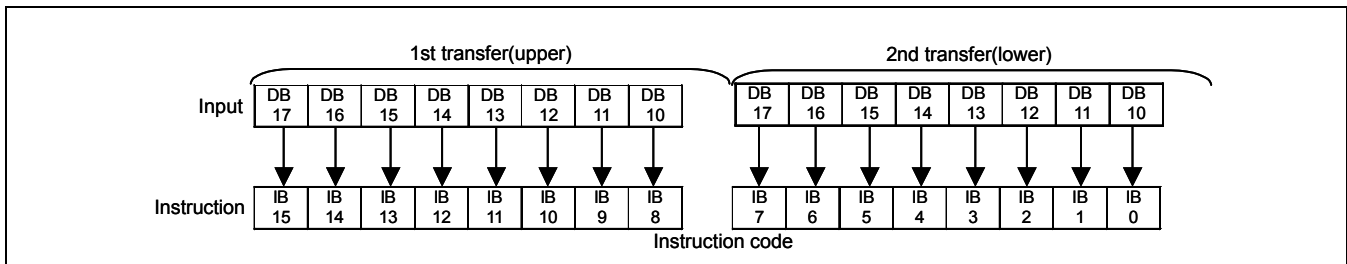 1st transfer(upper) 2nd transfer(lower)
Input DB 17 DB 16 DB 15 DB 14 DB 13 DB 12 DB 11 DB 10 DB 17 DB 16 DB 15 DB 14 DB 13 DB 12 DB 11 DB 10
Instruction IB 15 IB 14 IB 13 IB 12 IB 11 IB 10 IB 9 IB 8 IB 7 IB 6 IB 5 IB 4 IB 3 IB 2 IB 1 IB 0
Instruction code